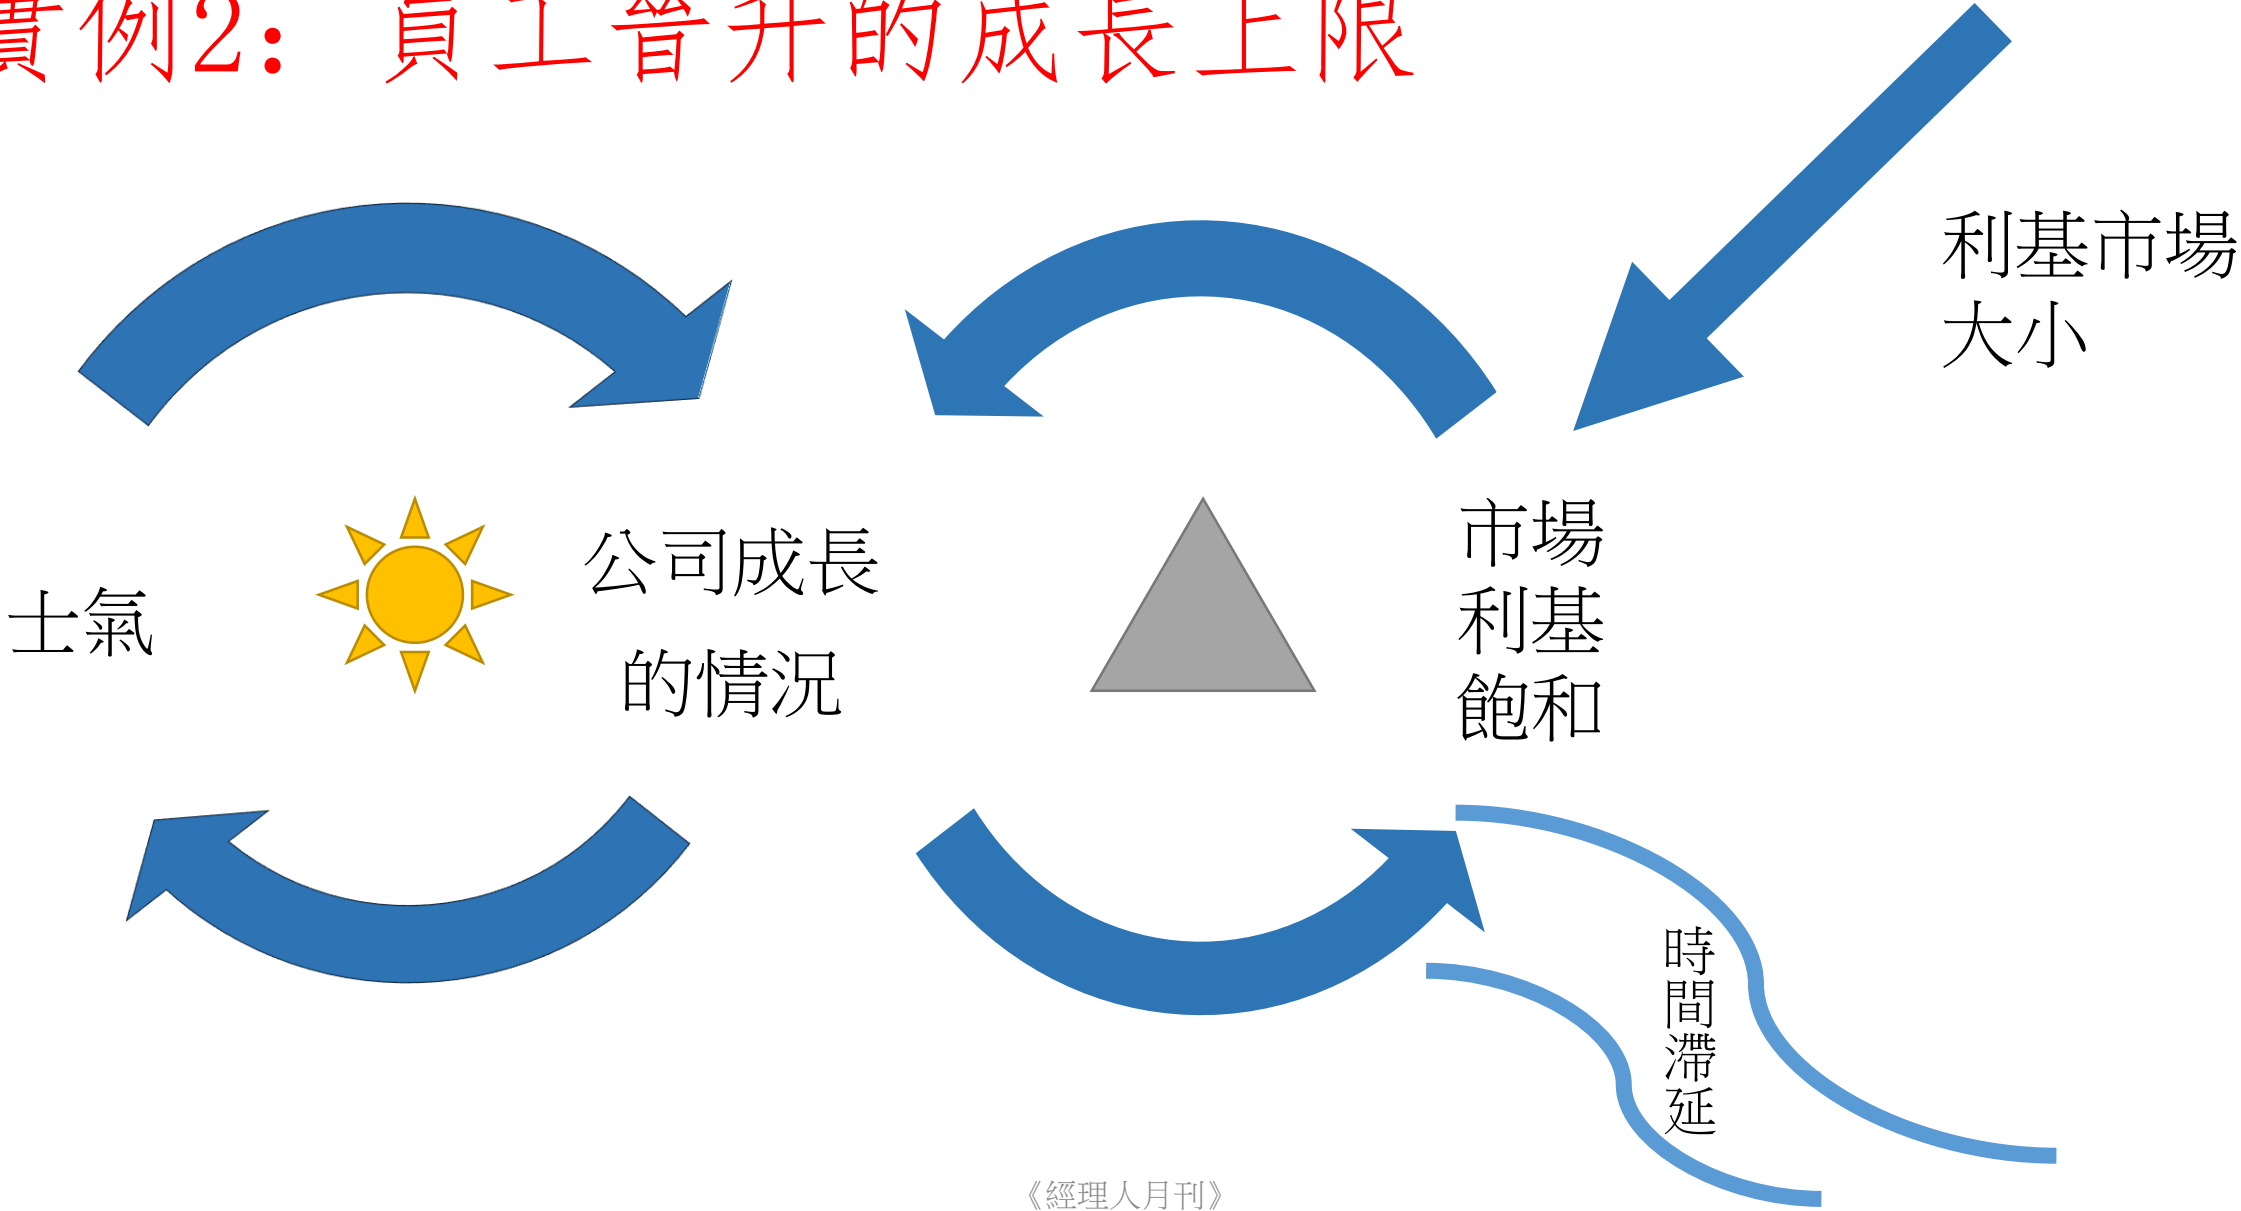 實例2：員工晉升的成長上限
利基市場
大小
士氣
公司成長
的情況
市場
利基
飽和
時間滯延
《經理人月刊》